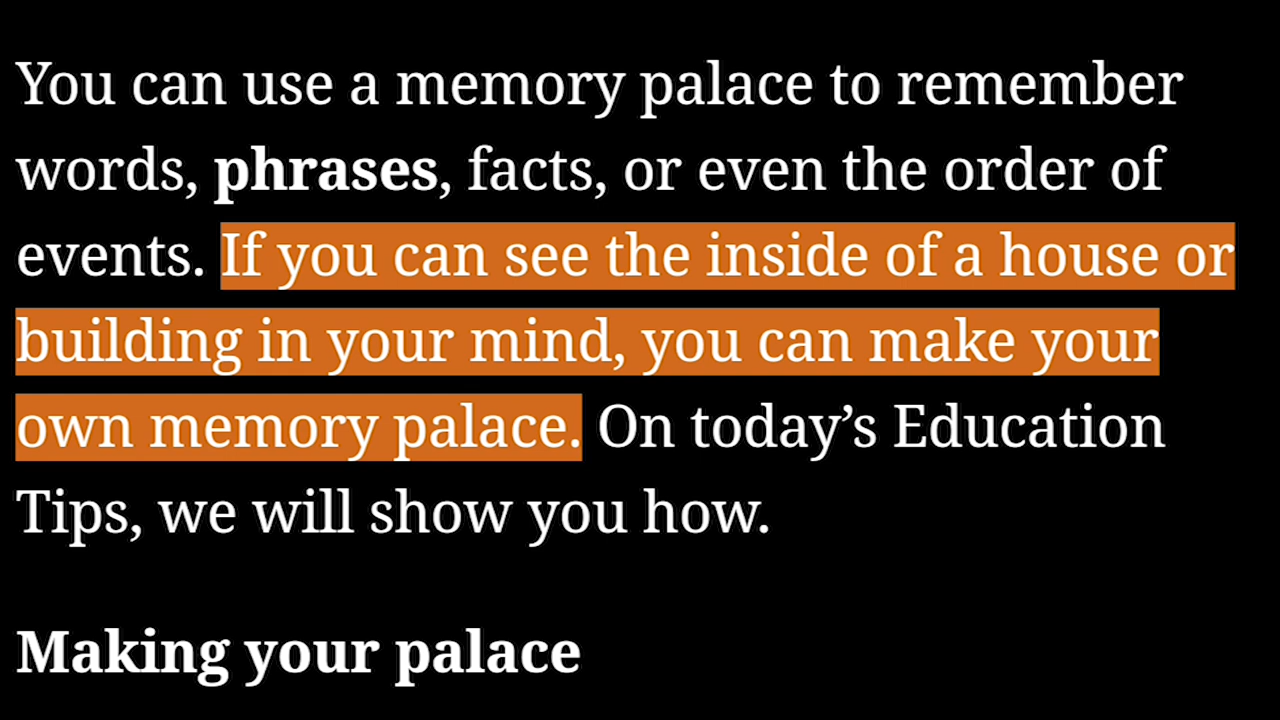 You can use a memory palace to remember
words, phrases, facts, or even the order of
events. If you can see the inside of a house or
building in your mind, you can make your
own memory palace. On today’s Education
Tips, we will show you how.
Making your palace